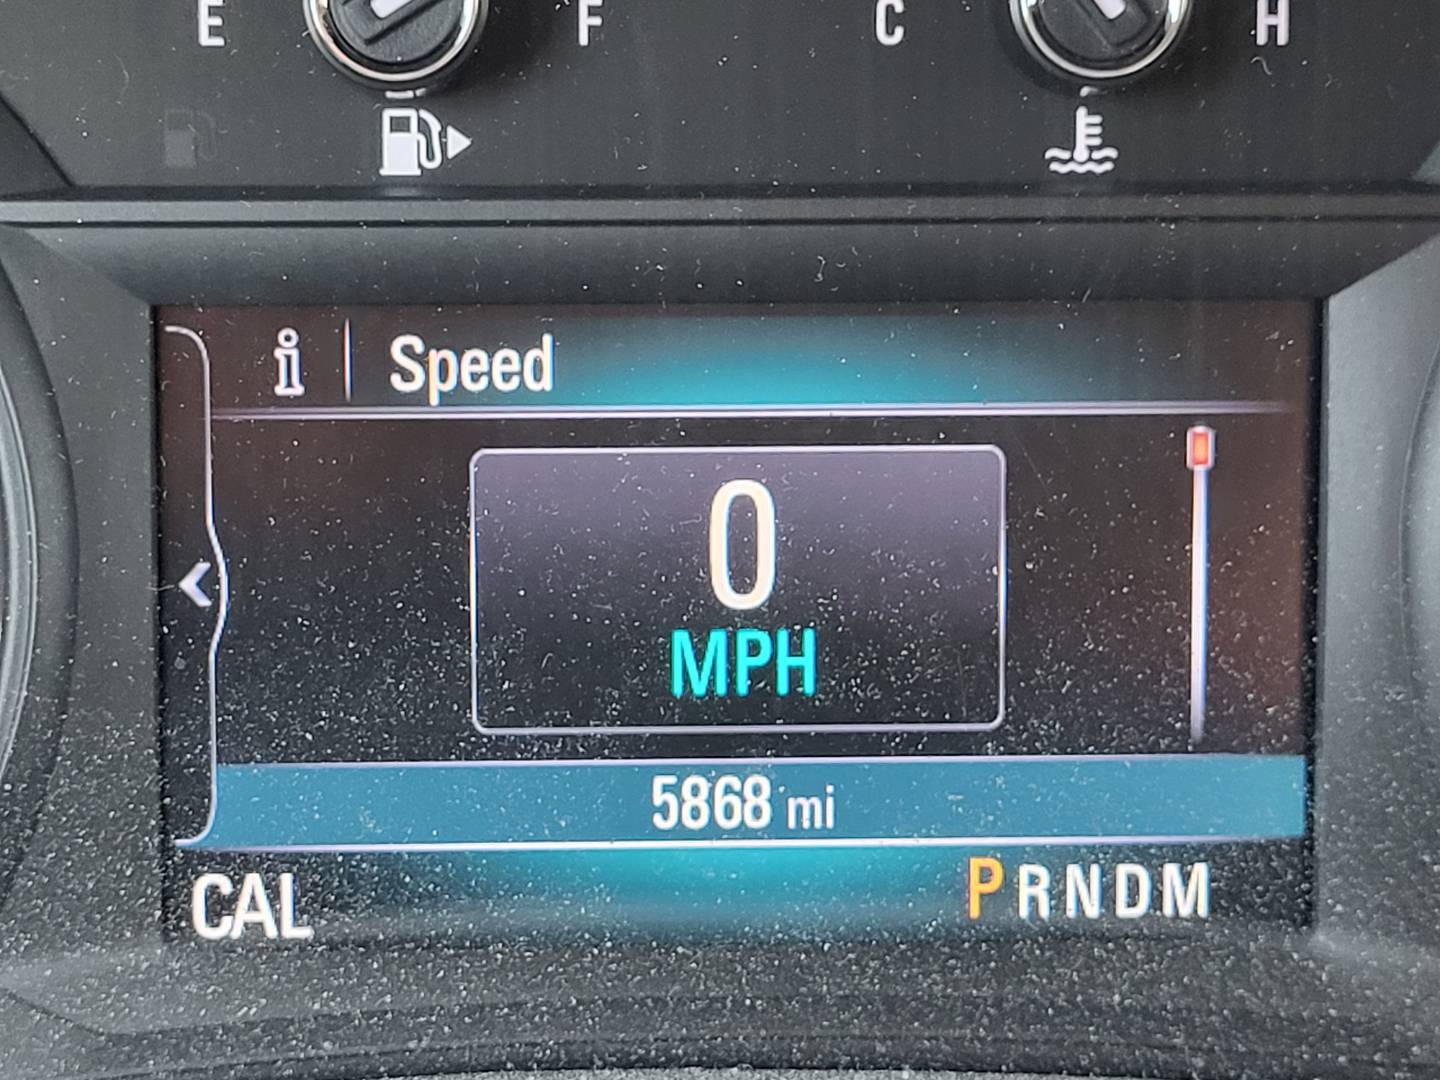 E F C H
i Speed
0
MPH
5868 mi
CAL PRNDM